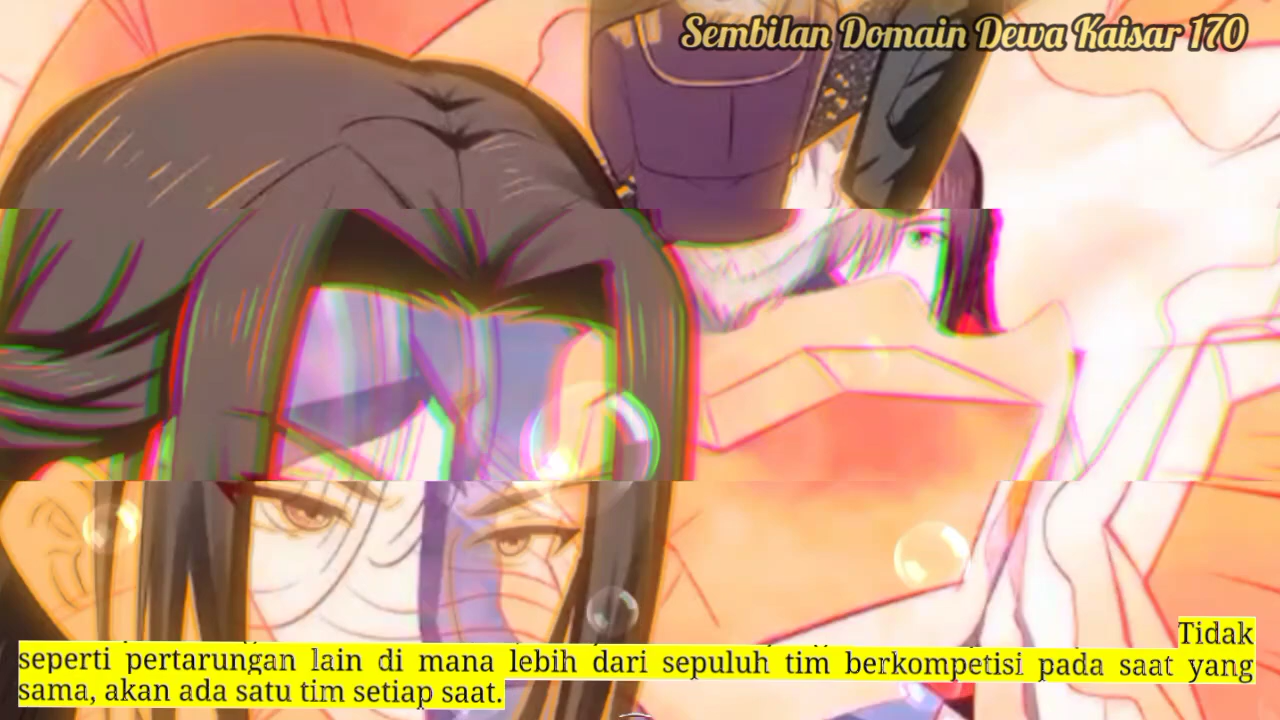 Sembilan Domain Dewa Kaisar 170
Tidak
seperti pertarungan lain di mana lebih dari sepuluh tim berkompetisi pada saat yang
sama, akan ada satu tim setiap saat.